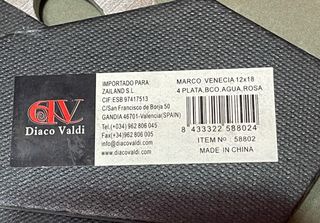 DV
Diaco Valdi
IMPORTADO PARA
ZAILAND S.L.
CIF:ESB 97417513
C/San Francisco de Borja 50
GANDIA 46701-Valencia(SPAIN)
Tel.(+034) 962 806 045
Fax(+34) 962 806 005
info@diacovaldi.com
www.diacovaldi.com
MARCO VENECIA 12x18
4 PLATA,BCO.AGUA,ROSA
8 433322 588024
ITEM Nº 58802
MADE IN CHINA